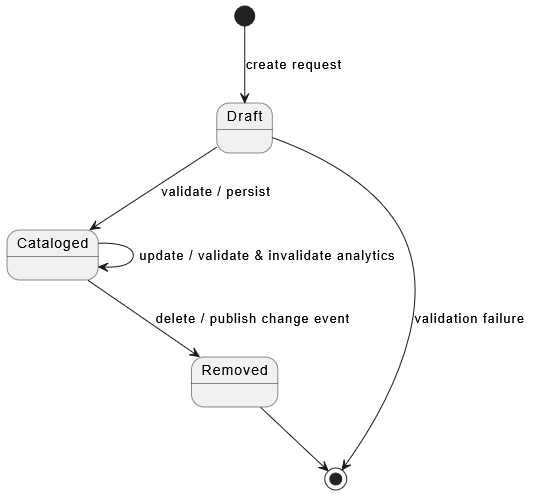 create request
Draft
validate / persist
Cataloged
update / validate & invalidate analytics
delete / publish change event
validation failure
Removed